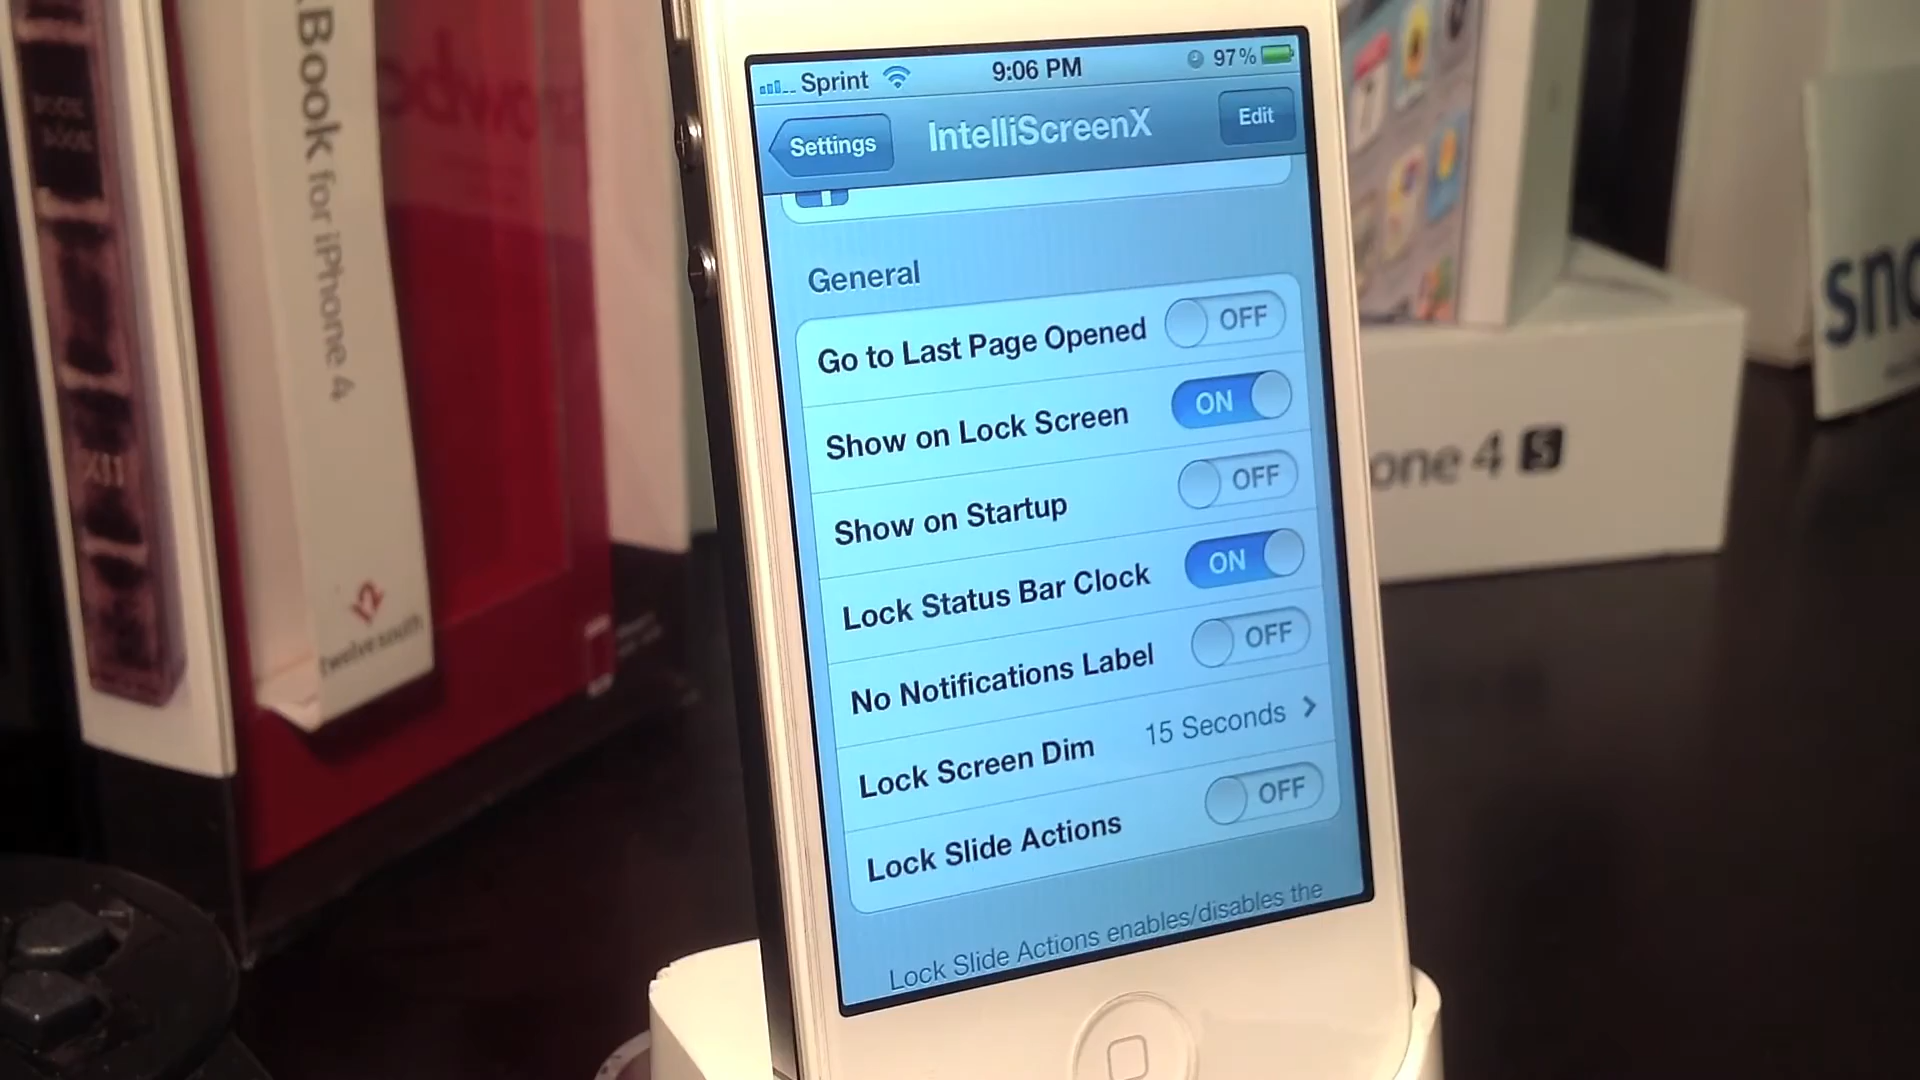 Sprint 9:06 PM 97%
Settings IntelliScreenX Edit
General
Go to Last Page Opened OFF
Show on Lock Screen ON
Show on Startup OFF
Lock Status Bar Clock ON
No Notifications Label OFF
Lock Screen Dim 15 Seconds
Lock Slide Actions OFF
Lock Slide Actions enables/disables the
Book for iPhone 4
twelve south
XII
one 4 S
sno